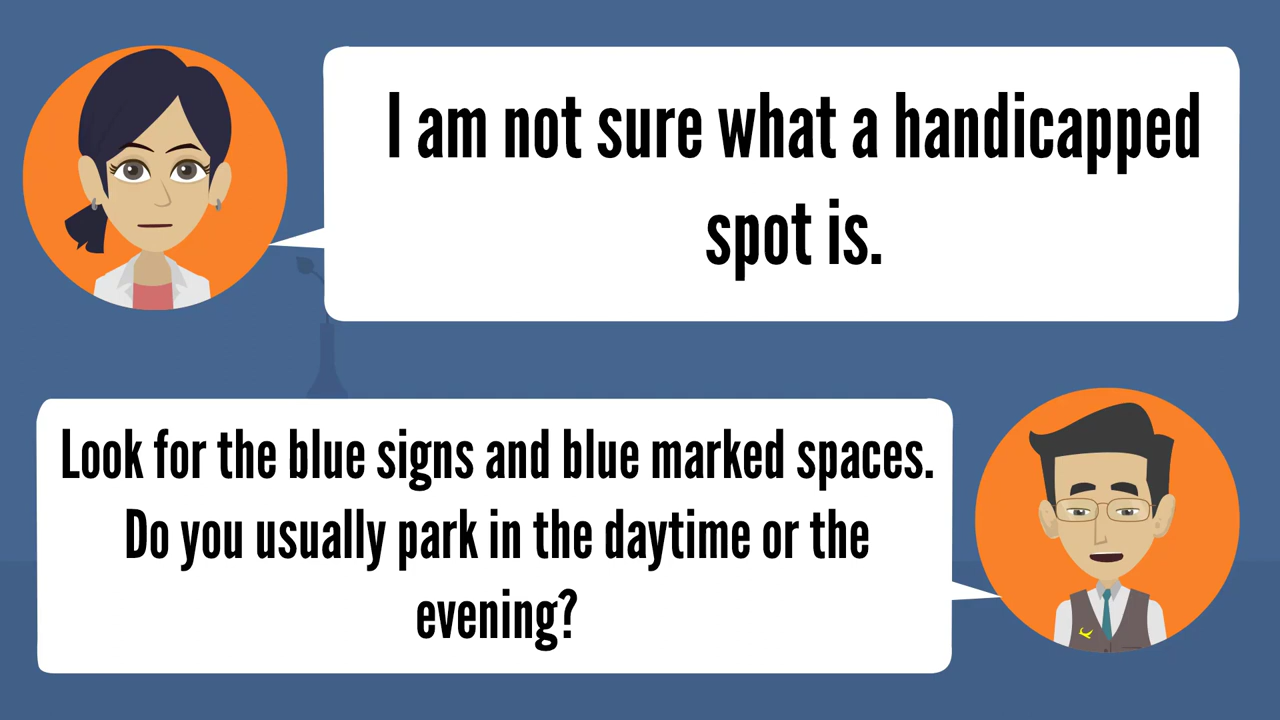 I am not sure what a handicapped
spot is.
Look for the blue signs and blue marked spaces.
Do you usually park in the daytime or the
evening?